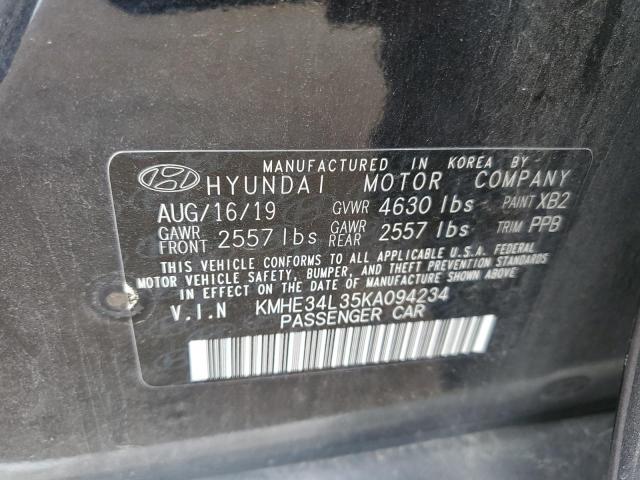 MANUFACTURED IN KOREA BY
HYUNDAI MOTOR COMPANY
AUG/16/19 GVWR 4630 lbs PAINT XB2
GAWR FRONT 2557 lbs GAWR REAR 2557 lbs TRIM PPB
THIS VEHICLE CONFORMS TO ALL APPLICABLE U.S.A. FEDERAL
MOTOR VEHICLE SAFETY, BUMPER, AND THEFT PREVENTION STANDARDS
IN EFFECT ON THE DATE OF MANUFACTURE SHOWN ABOVE.
V.I.N KMHE34L35KA094234
PASSENGER CAR